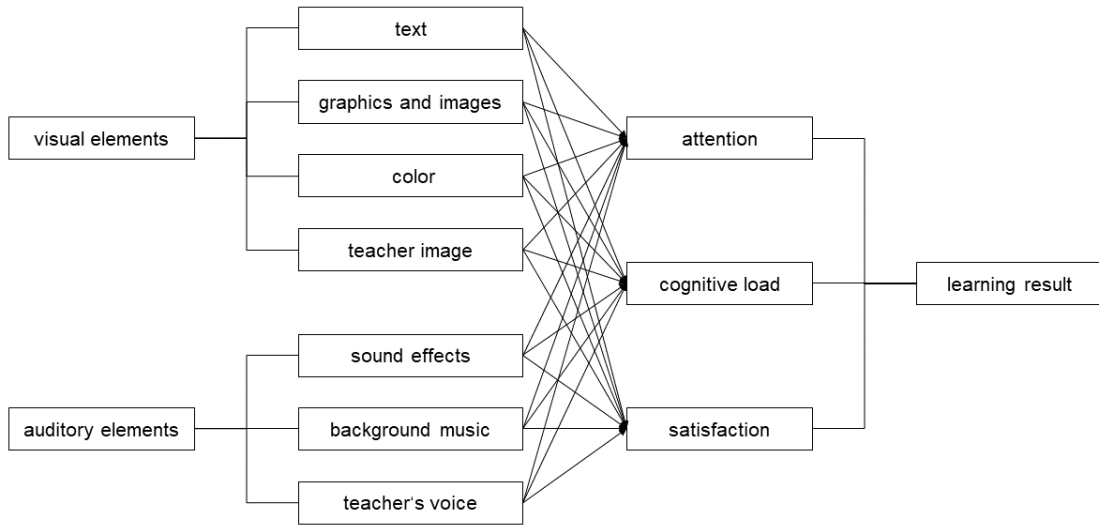 text
graphics and images
visual elements
attention
color
teacher image
cognitive load
learning result
sound effects
auditory elements
background music
satisfaction
teacher‘s voice